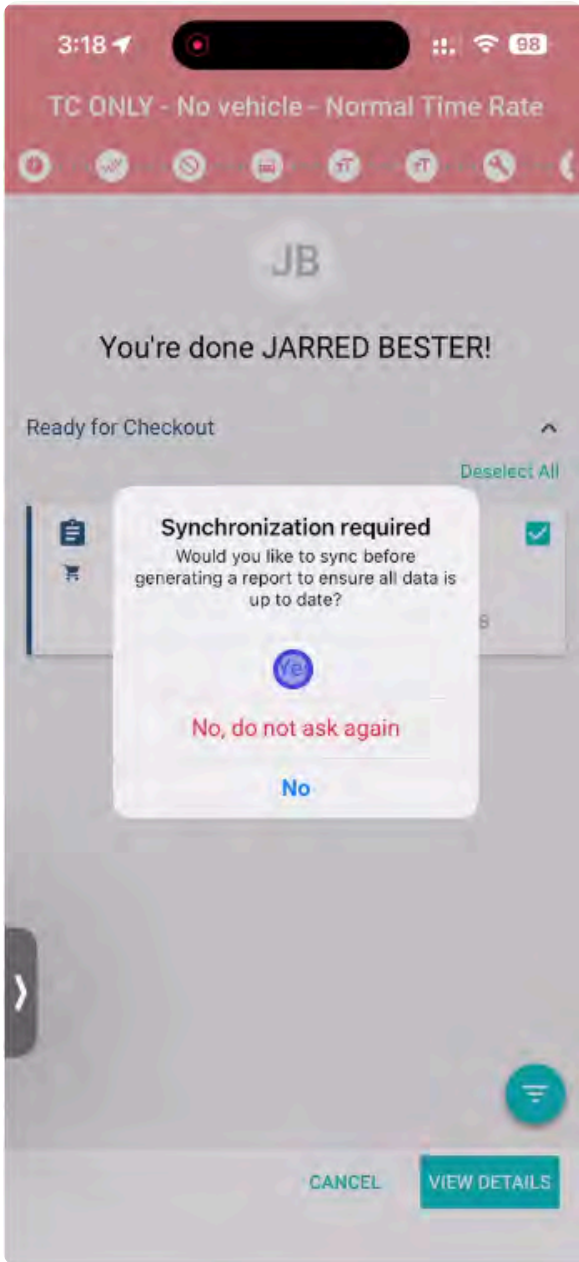 3:18
98
TC ONLY - No vehicle - Normal Time Rate
JB
You're done JARRED BESTER!
Ready for Checkout
Deselect All
Synchronization required
Would you like to sync before
generating a report to ensure all data is
up to date?
Yes
No, do not ask again
No
CANCEL
VIEW DETAILS